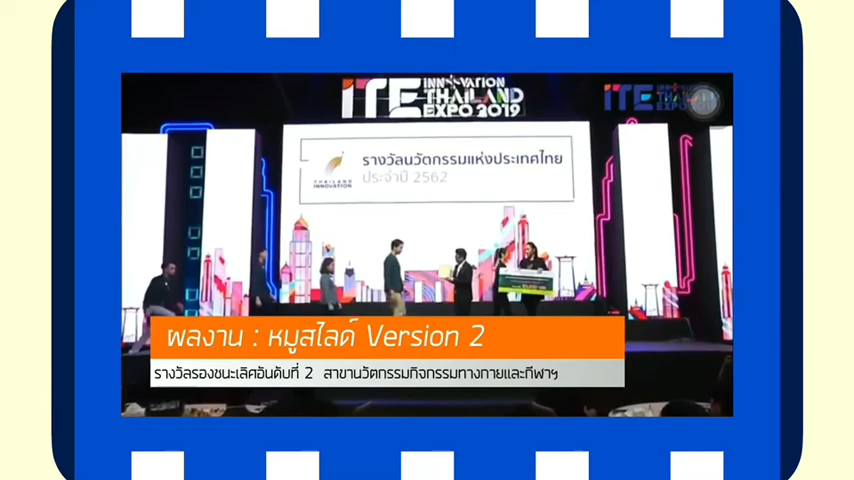 ITE INNOVATION
THAILAND
EXPO 2019
ITE
รางวัลนวัตกรรมแห่งประเทศไทย
ประจำปี 2562
THAILAND
INNOVATION
ผลงาน : หมูสไลด์ Version 2
รางวัลรองชนะเลิศอันดับที่ 2 สาขานวัตกรรมกิจกรรมทางกายและกีฬาฯ